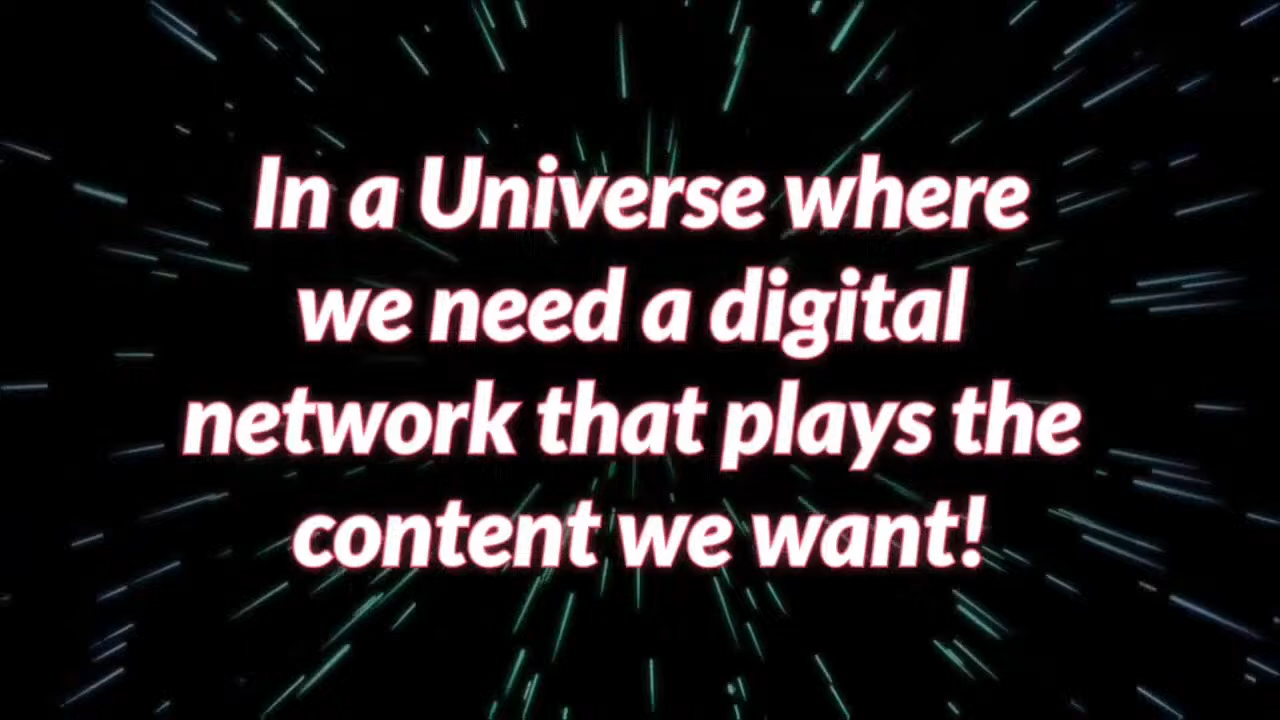 In a Universe where
we need a digital
network that plays the
content we want!